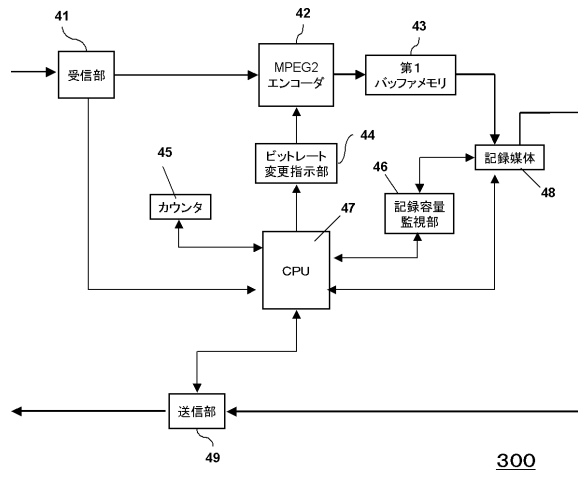 41
受信部
42
MPEG2
エンコーダ
43
第1
バッファメモリ
44
ビットレート
変更指示部
45
カウンタ
46
記録容量
監視部
47
CPU
記録媒体
48
送信部
49
300